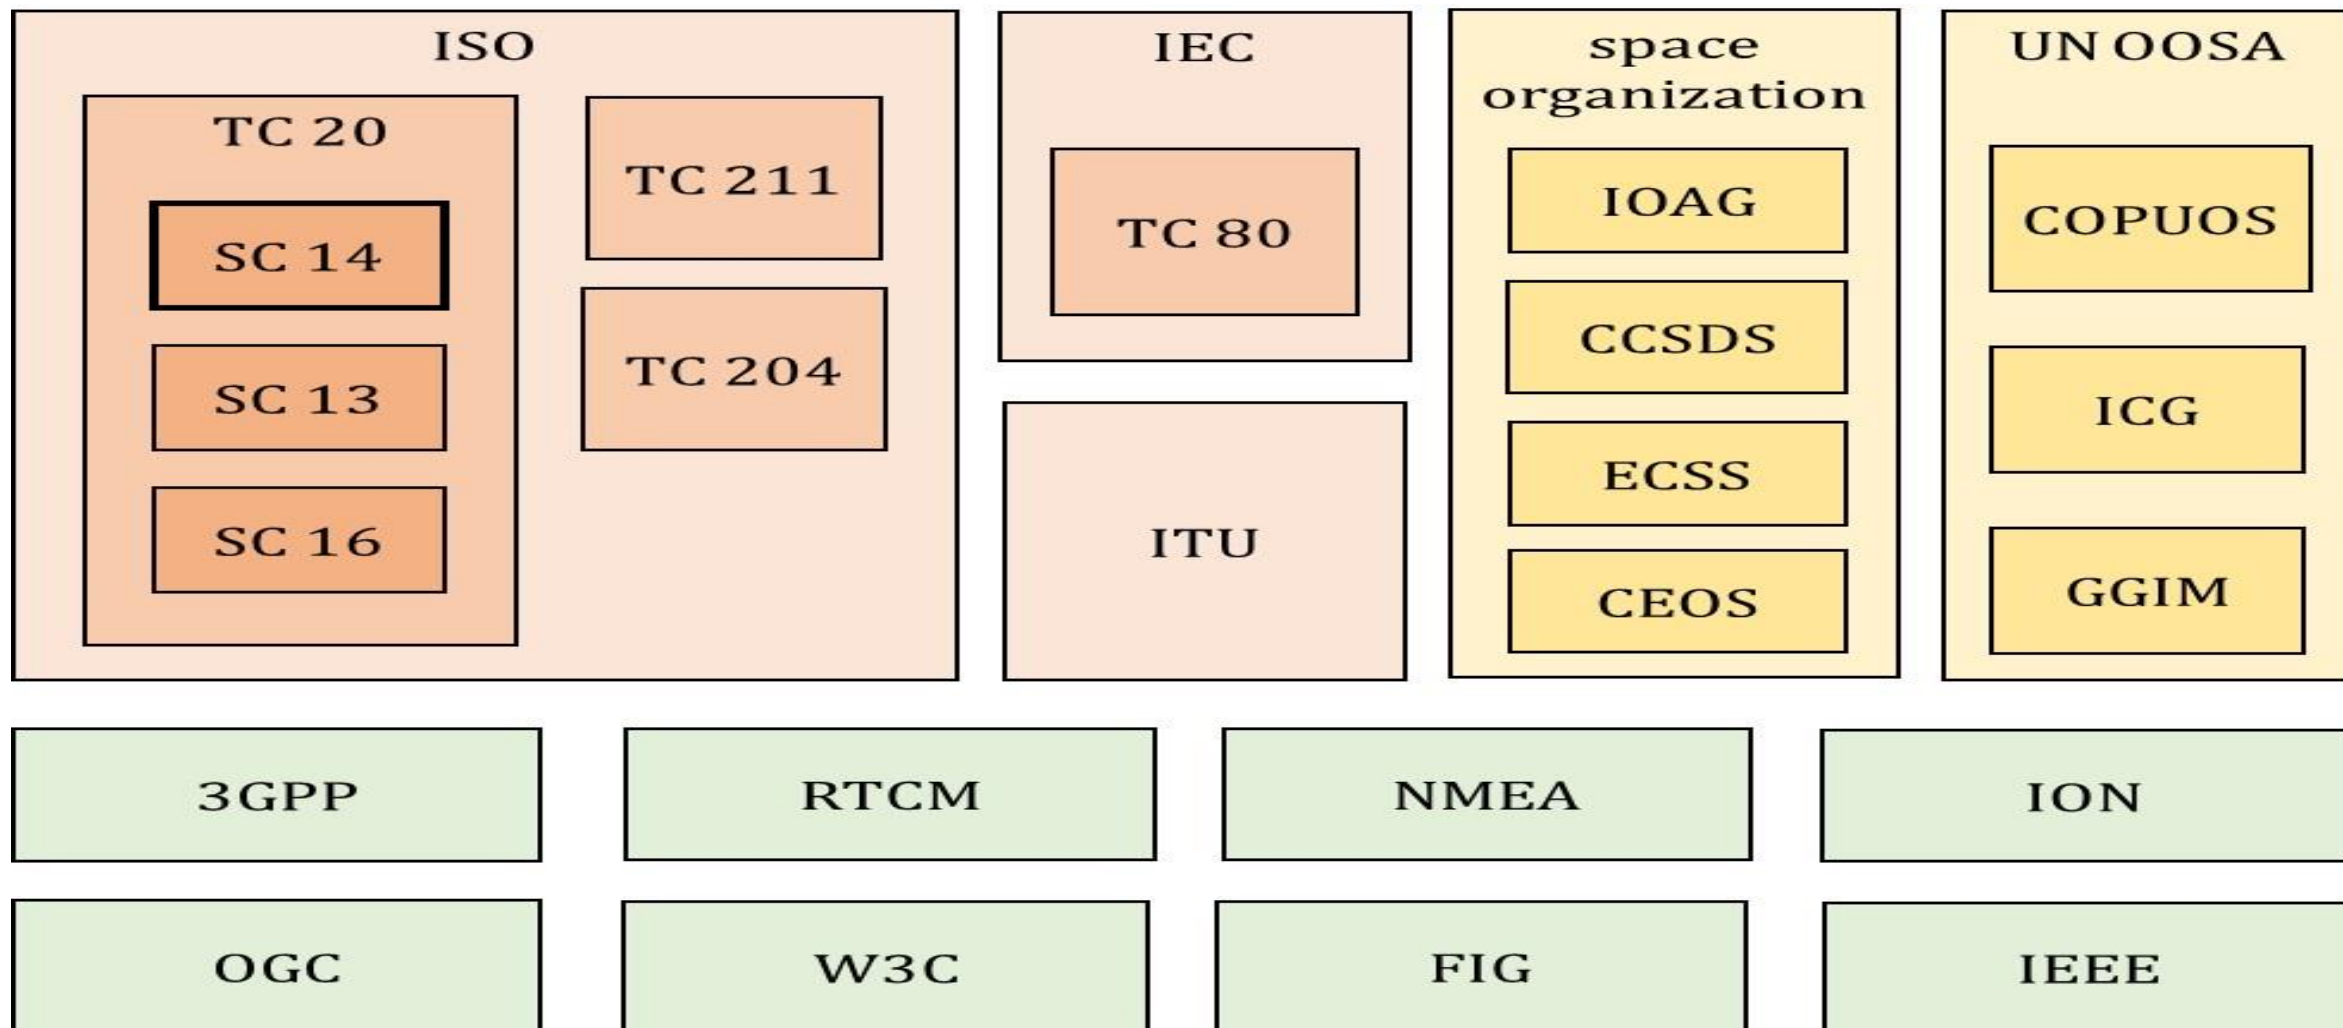 ISO
TC 20
SC 14
SC 13
SC 16
TC 211
TC 204
IEC
TC 80
ITU
space
organization
IOAG
CCSDS
ECSS
CEOS
UN OOSA
COPUOS
ICG
GGIM
3GPP
RTCM
NMEA
ION
OGC
W3C
FIG
IEEE